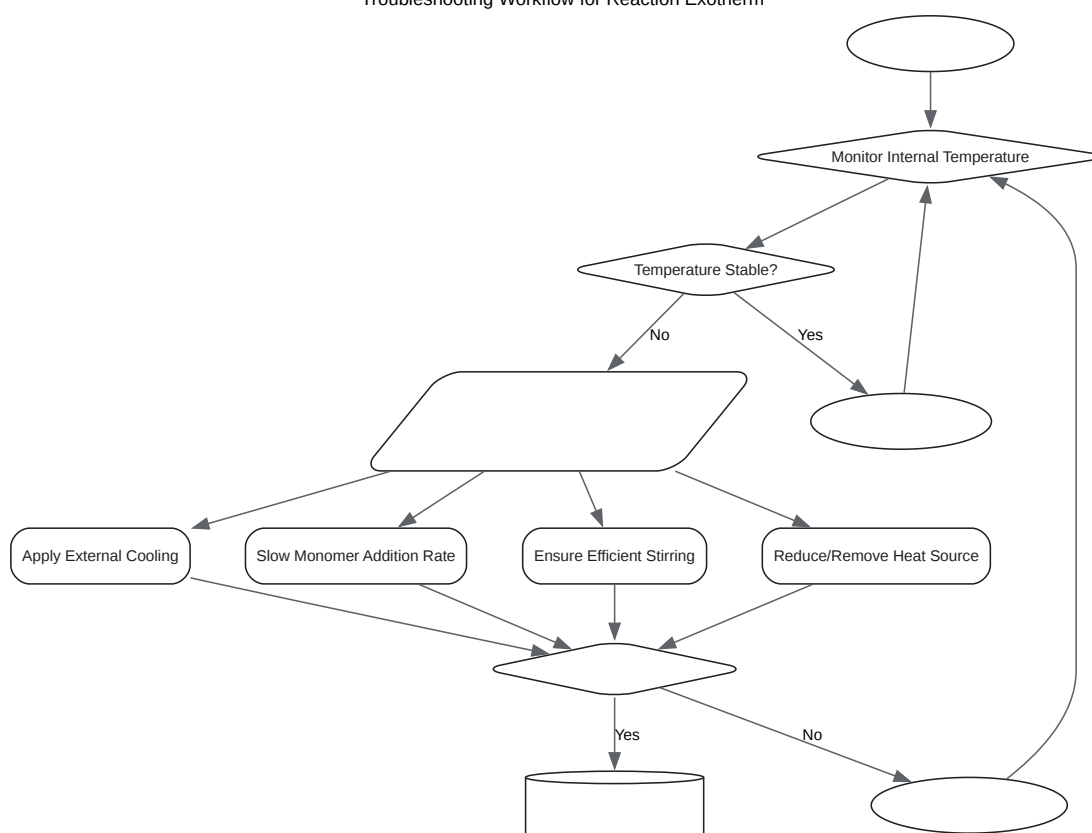 Troubleshooting Workflow for Reaction Exotherm
Monitor Internal Temperature
Temperature Stable?
No
Yes
Apply External Cooling
Slow Monomer Addition Rate
Ensure Efficient Stirring
Reduce/Remove Heat Source
Yes
No